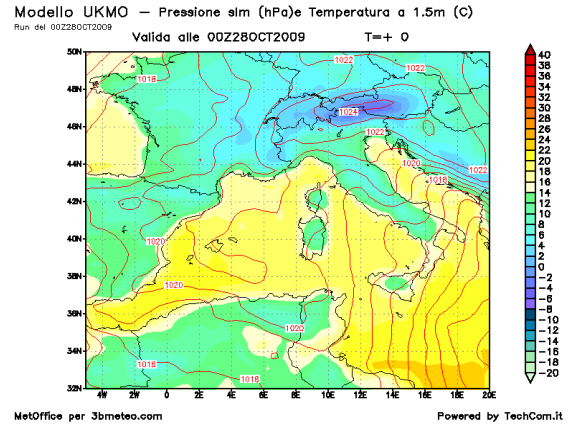 Modello UKMO — Pressione slm (hPa)e Temperatura a 1.5m (C)
Run del 00Z28OCT2009
Valida alle 00Z28OCT2009 T=+ 0
50N
48N
46N
44N
42N
40N
38N
36N
34N
32N
4W 2W 0 2E 4E 6E 8E 10E 12E 14E 16E 18E 20E
1018
1022
1022
1024
1022
1020
1022
1018
1020
1020
1020
1018
1018
40
38
36
34
32
30
28
26
24
22
20
18
16
14
12
10
8
6
4
2
0
−2
−4
−6
−8
−10
−12
−14
−16
−18
−20
MetOffice per 3bmeteo.com
Powered by TechCom.it